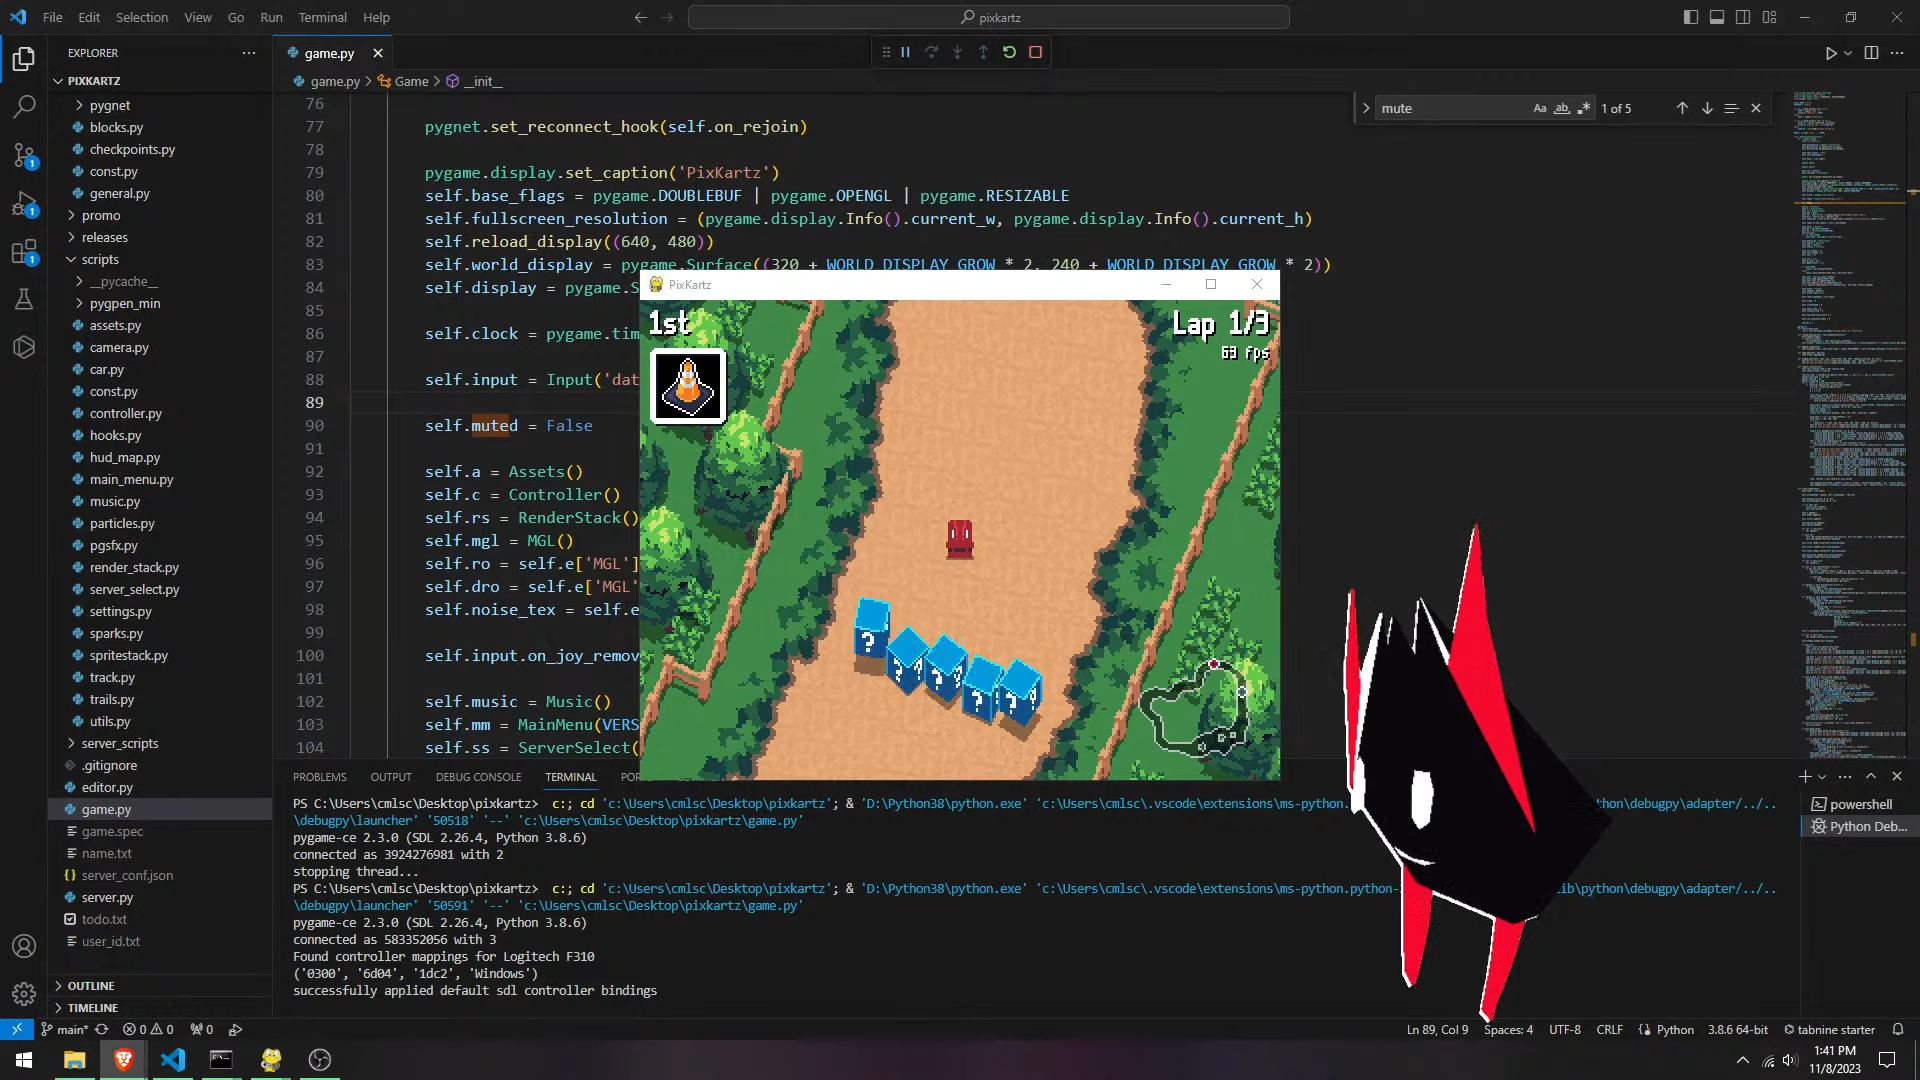 File Edit Selection View Go Run Terminal Help
pixkartz
EXPLORER
game.py
PIXKARTZ
game.py > Game > __init__
pygnet
blocks.py
checkpoints.py
const.py
general.py
promo
releases
scripts
__pycache__
pygpen_min
assets.py
camera.py
car.py
const.py
controller.py
hooks.py
hud_map.py
main_menu.py
music.py
particles.py
pgsfx.py
render_stack.py
server_select.py
settings.py
sparks.py
spritestack.py
track.py
trails.py
utils.py
server_scripts
.gitignore
editor.py
game.py
game.spec
name.txt
server_conf.json
server.py
todo.txt
user_id.txt
OUTLINE
TIMELINE
1
1
1
mute
Aa ab .* 1 of 5
76
77 pygnet.set_reconnect_hook(self.on_rejoin)
78
79 pygame.display.set_caption('PixKartz')
80 self.base_flags = pygame.DOUBLEBUF | pygame.OPENGL | pygame.RESIZABLE
81 self.fullscreen_resolution = (pygame.display.Info().current_w, pygame.display.Info().current_h)
82 self.reload_display((640, 480))
83 self.world_display = pygame.Surface((320 + WORLD_DISPLAY_GROW * 2, 240 + WORLD_DISPLAY_GROW * 2))
84 self.display = pygame.S
85
86 self.clock = pygame.tim
87
88 self.input = Input('dat
89
90 self.muted = False
91
92 self.a = Assets()
93 self.c = Controller()
94 self.rs = RenderStack()
95 self.mgl = MGL()
96 self.ro = self.e['MGL']
97 self.dro = self.e['MGL'
98 self.noise_tex = self.e
99
100 self.input.on_joy_remov
101
102 self.music = Music()
103 self.mm = MainMenu(VERS
104 self.ss = ServerSelect(
PixKartz
1st
Lap 1/3
63 fps
? ? ? ? ?
PROBLEMS OUTPUT DEBUG CONSOLE TERMINAL PO
PS C:\Users\cmlsc\Desktop\pixkartz> c:; cd 'c:\Users\cmlsc\Desktop\pixkartz'; & 'D:\Python38\python.exe' 'c:\Users\cmlsc\.vscode\extensions\ms-python. thon\debugpy\adapter/../..
\debugpy\launcher' '50518' '--' 'c:\Users\cmlsc\Desktop\pixkartz\game.py'
pygame-ce 2.3.0 (SDL 2.26.4, Python 3.8.6)
connected as 3924276981 with 2
stopping thread...
PS C:\Users\cmlsc\Desktop\pixkartz> c:; cd 'c:\Users\cmlsc\Desktop\pixkartz'; & 'D:\Python38\python.exe' 'c:\Users\cmlsc\.vscode\extensions\ms-python.python- ib\python\debugpy\adapter/../..
\debugpy\launcher' '50591' '--' 'c:\Users\cmlsc\Desktop\pixkartz\game.py'
pygame-ce 2.3.0 (SDL 2.26.4, Python 3.8.6)
connected as 583352056 with 3
Found controller mappings for Logitech F310
('0300', '6d04', '1dc2', 'Windows')
successfully applied default sdl controller bindings
powershell
Python Deb...
main* 0 0 0
Ln 89, Col 9 Spaces: 4 UTF-8 CRLF Python 3.8.6 64-bit tabnine starter
1:41 PM
11/8/2023